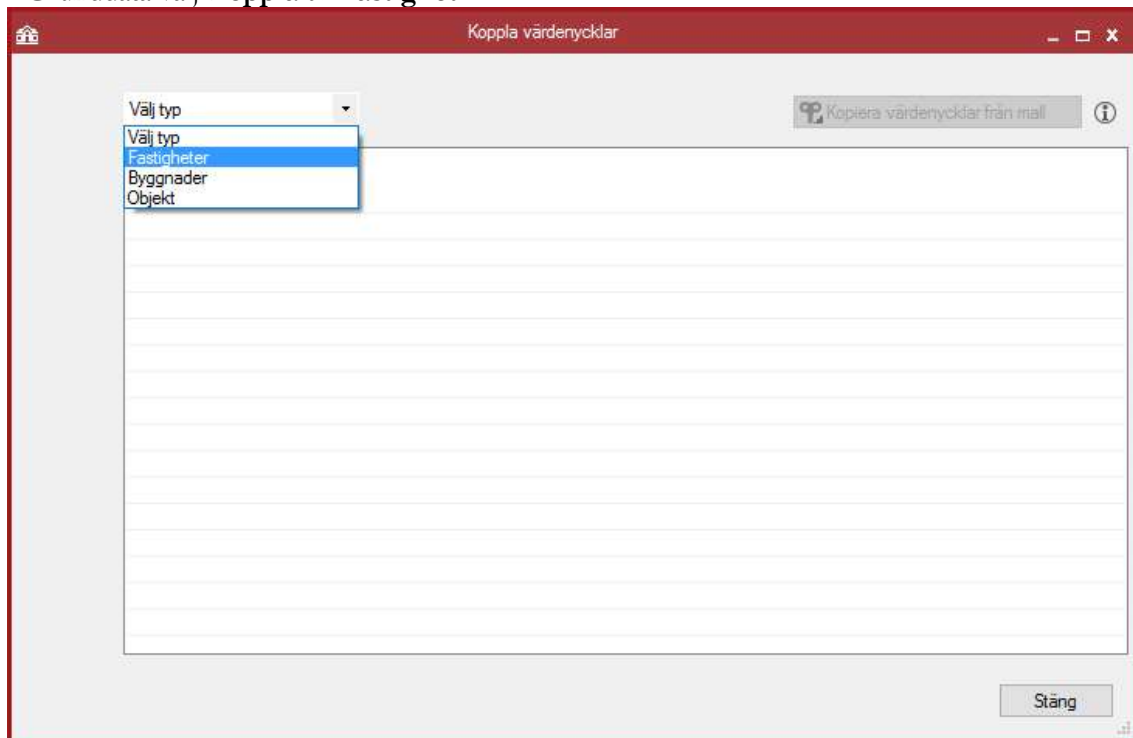 Koppla värdenycklar
Välj typ
Kopiera värdenycklar från mall
Välj typ
Fastigheter
Byggnader
Objekt
Stäng